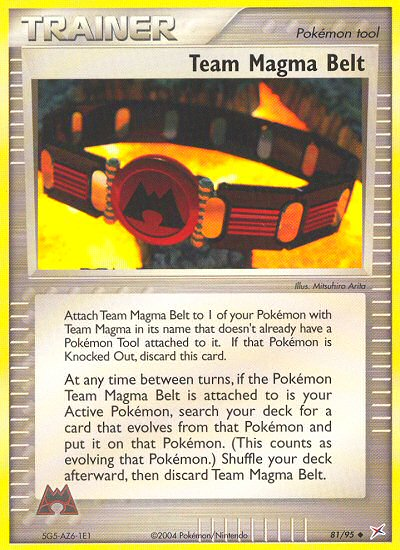 TRAINER
Pokémon tool
Team Magma Belt
Illus. Mitsuhiro Arita
Attach Team Magma Belt to 1 of your Pokémon with
Team Magma in its name that doesn't already have a
Pokémon Tool attached to it. If that Pokémon is
Knocked Out, discard this card.
At any time between turns, if the Pokémon
Team Magma Belt is attached to is your
Active Pokémon, search your deck for a
card that evolves from that Pokémon and
put it on that Pokémon. (This counts as
evolving that Pokémon.) Shuffle your deck
afterward, then discard Team Magma Belt.
5G5-AZ6-1E1
©2004 Pokémon/Nintendo
81/95 ◆